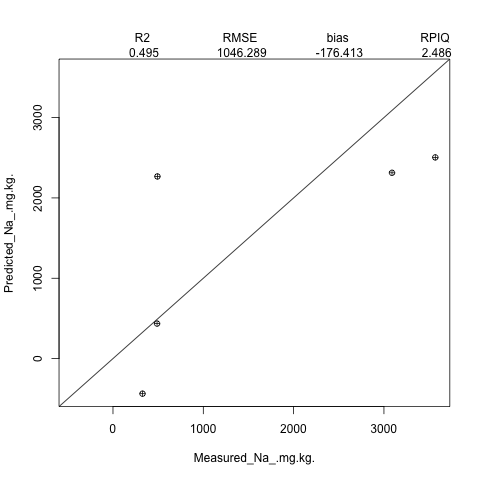 R2 RMSE bias RPIQ
0.495 1046.289 -176.413 2.486
3000
2000
1000
0
Predicted_Na_.mg.kg.
0 1000 2000 3000
Measured_Na_.mg.kg.